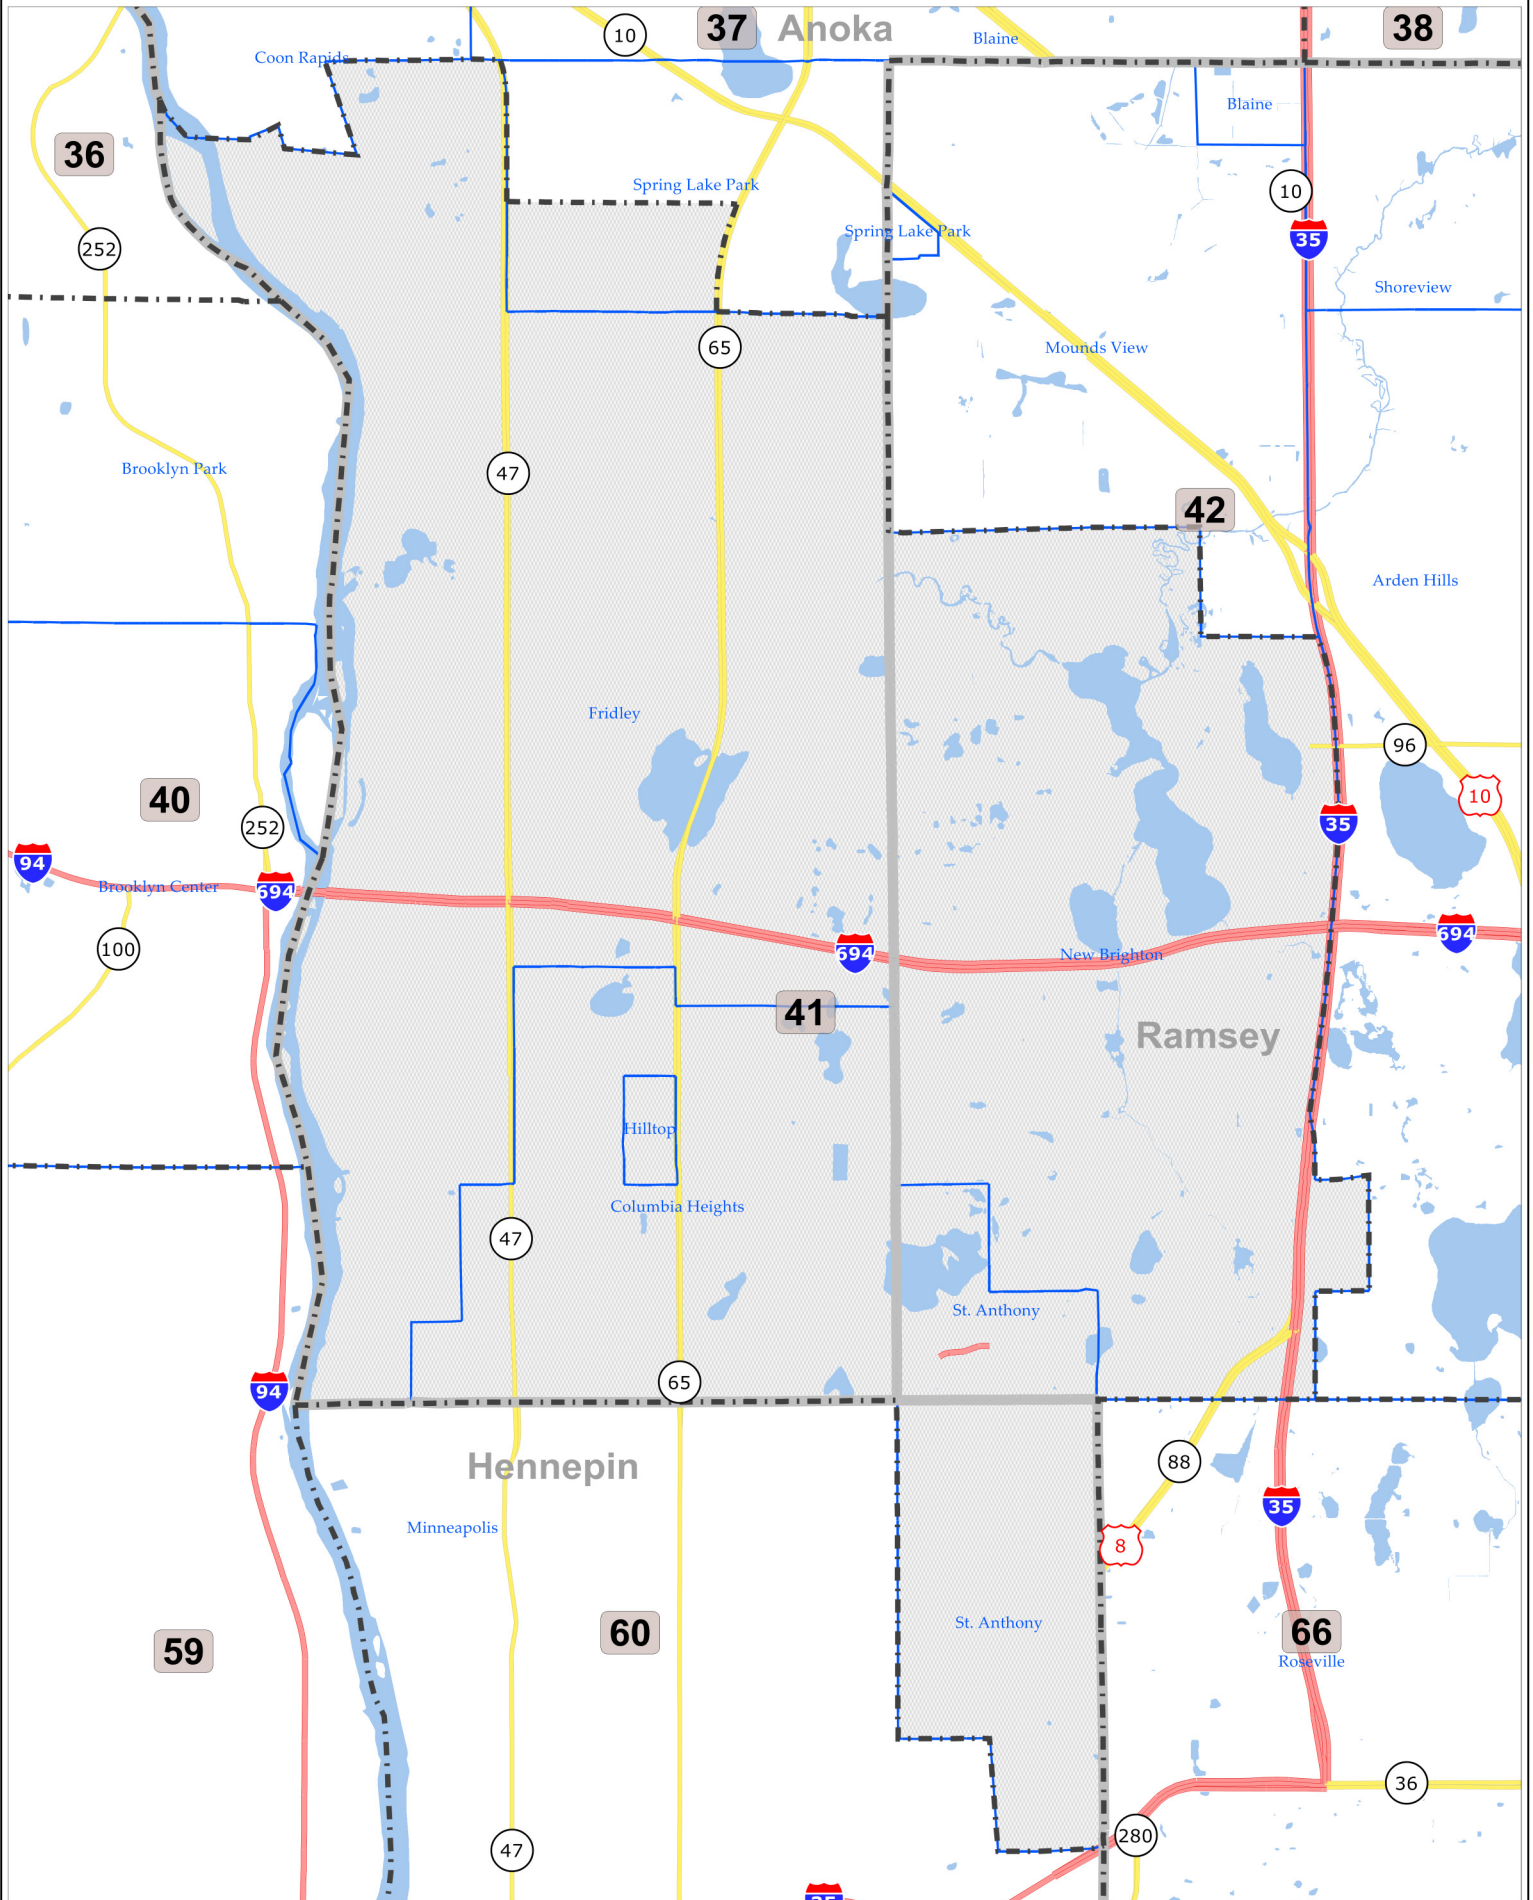 37
Anoka
38
10
Blaine
Coon Rapids
Blaine
36
10
Spring Lake Park
Spring Lake Park
252
35
Shoreview
65
Mounds View
Brooklyn Park
47
42
Arden Hills
Fridley
96
10
40
252
35
94
Brooklyn Center
694
694
694
100
New Brighton
41
Ramsey
Hilltop
Columbia Heights
47
St. Anthony
65
94
Hennepin
88
35
Minneapolis
8
St. Anthony
60
66
59
Roseville
36
280
47
35